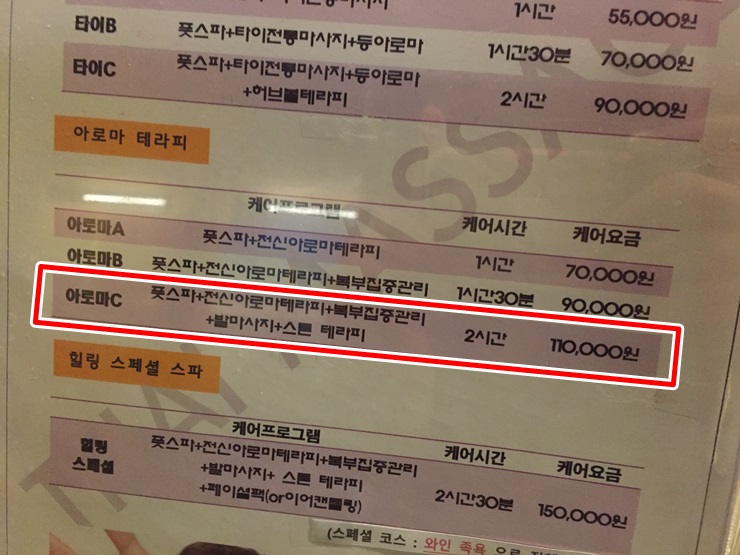 1시간 55,000원
타이B 풋스파+타이전통마사지+등아로마 1시간30분 70,000원
타이C 풋스파+타이전통마사지+등아로마 2시간 90,000원
+허브볼테라피
아로마 테라피
케어프로그램 케어시간 케어요금
아로마A 풋스파+전신아로마테라피 1시간 70,000원
아로마B 풋스파+전신아로마테라피+복부집중관리 1시간30분 90,000원
아로마C 풋스파+전신아로마테라피+복부집중관리 2시간 110,000원
+발마사지+스톤 테라피
힐링 스페셜 스파
케어프로그램 케어시간 케어요금
힐링 풋스파+전신아로마테라피+복부집중관리
스페셜 +발마사지+ 스톤 테라피 2시간30분 150,000원
+페이셜팩(or이어캔들링)
(스페셜 코스 : 와인 족욕 으로
THAI MASSAG